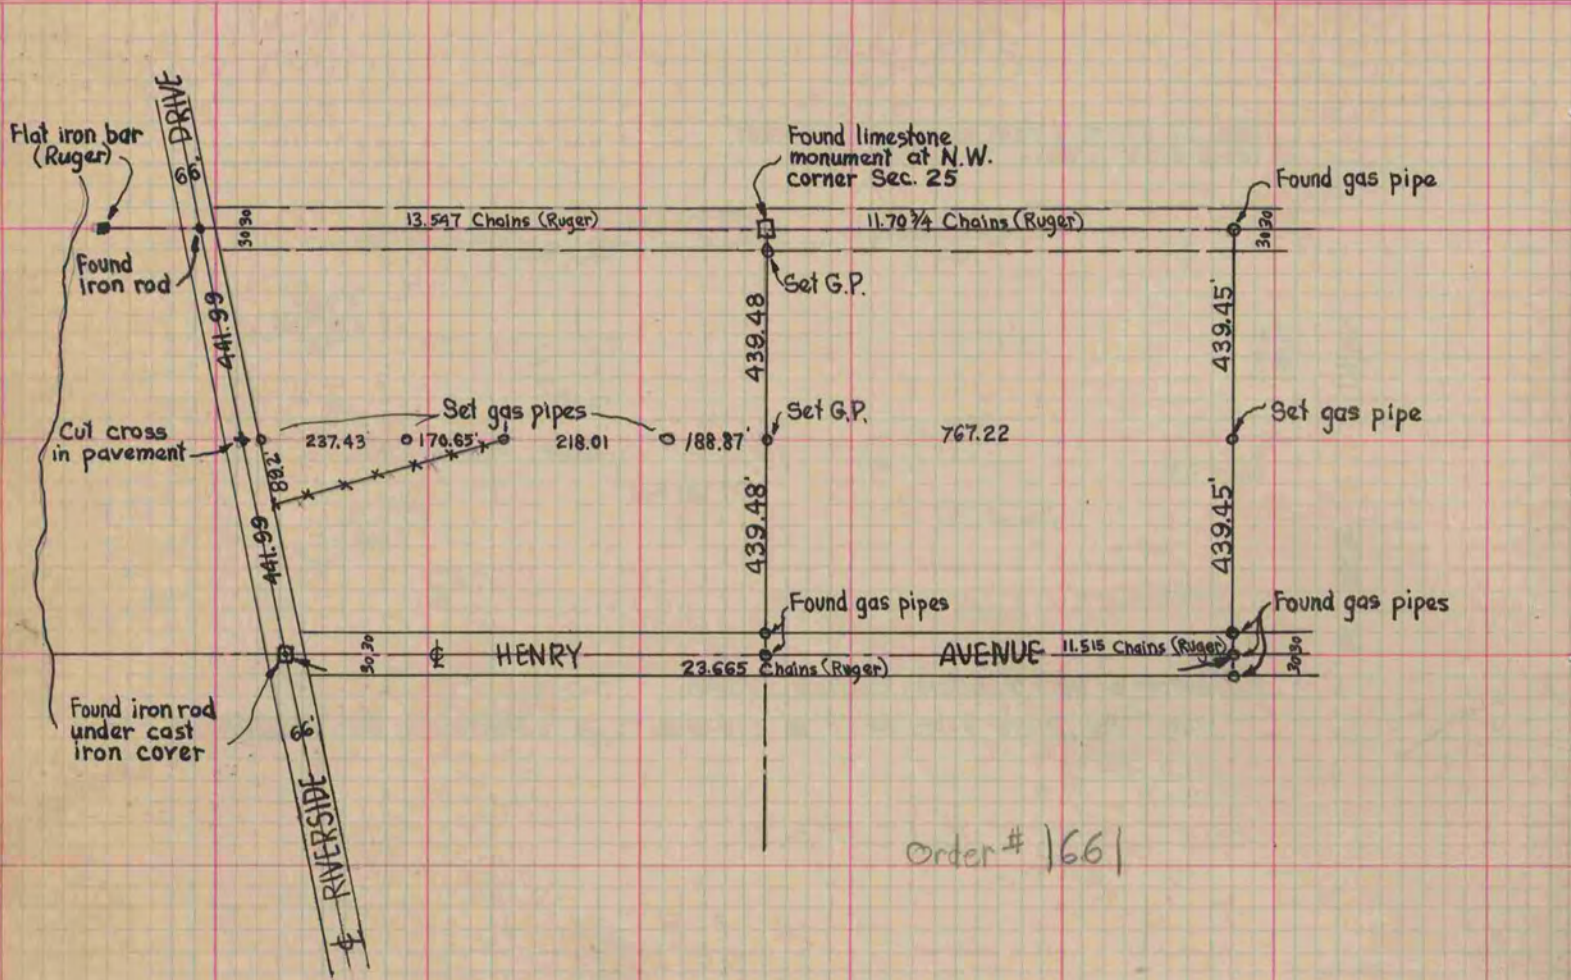 DRIVE
66'
Flat iron bar
(Ruger)
Found limestone
monument at N.W.
corner Sec. 25
Found gas pipe
30 30
13.547 Chains (Ruger)
11.70 3/4 Chains (Ruger)
30 30
Found
iron rod
Set G.P.
441.99
439.48
439.45'
Set gas pipes
Set G.P.
Set gas pipe
Cut cross
in pavement
237.43
170.65'
218.01
188.87'
767.22
88.2'
441.99
439.48'
439.45'
Found gas pipes
Found gas pipes
30 30
HENRY
AVENUE
11.515 Chains (Ruger)
30 30
23.665 Chains (Ruger)
Found iron rod
under cast
iron cover
66'
RIVERSIDE
Order # 1661